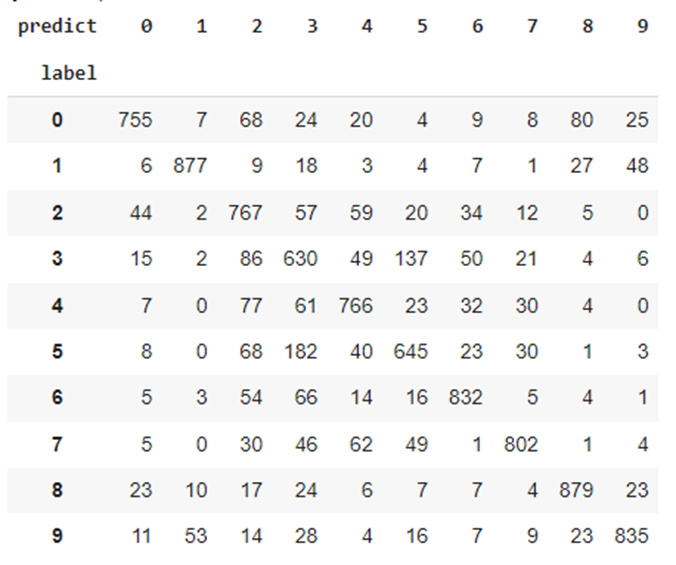 predict 0 1 2 3 4 5 6 7 8 9
label
0 755 7 68 24 20 4 9 8 80 25
1 6 877 9 18 3 4 7 1 27 48
2 44 2 767 57 59 20 34 12 5 0
3 15 2 86 630 49 137 50 21 4 6
4 7 0 77 61 766 23 32 30 4 0
5 8 0 68 182 40 645 23 30 1 3
6 5 3 54 66 14 16 832 5 4 1
7 5 0 30 46 62 49 1 802 1 4
8 23 10 17 24 6 7 7 4 879 23
9 11 53 14 28 4 16 7 9 23 835